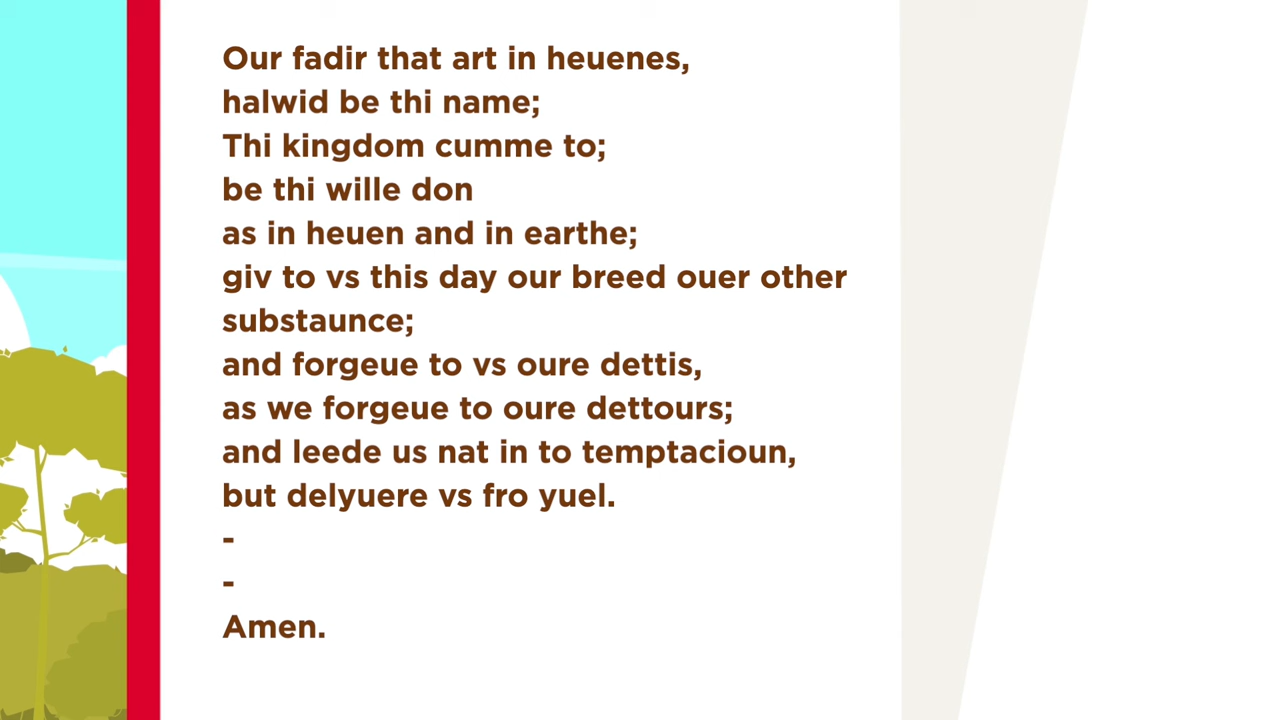 Our fadir that art in heuenes,
halwid be thi name;
Thi kingdom cumme to;
be thi wille don
as in heuen and in earthe;
giv to vs this day our breed ouer other
substaunce;
and forgeue to vs oure dettis,
as we forgeue to oure dettours;
and leede us nat in to temptacioun,
but delyuere vs fro yuel.
-
-
Amen.